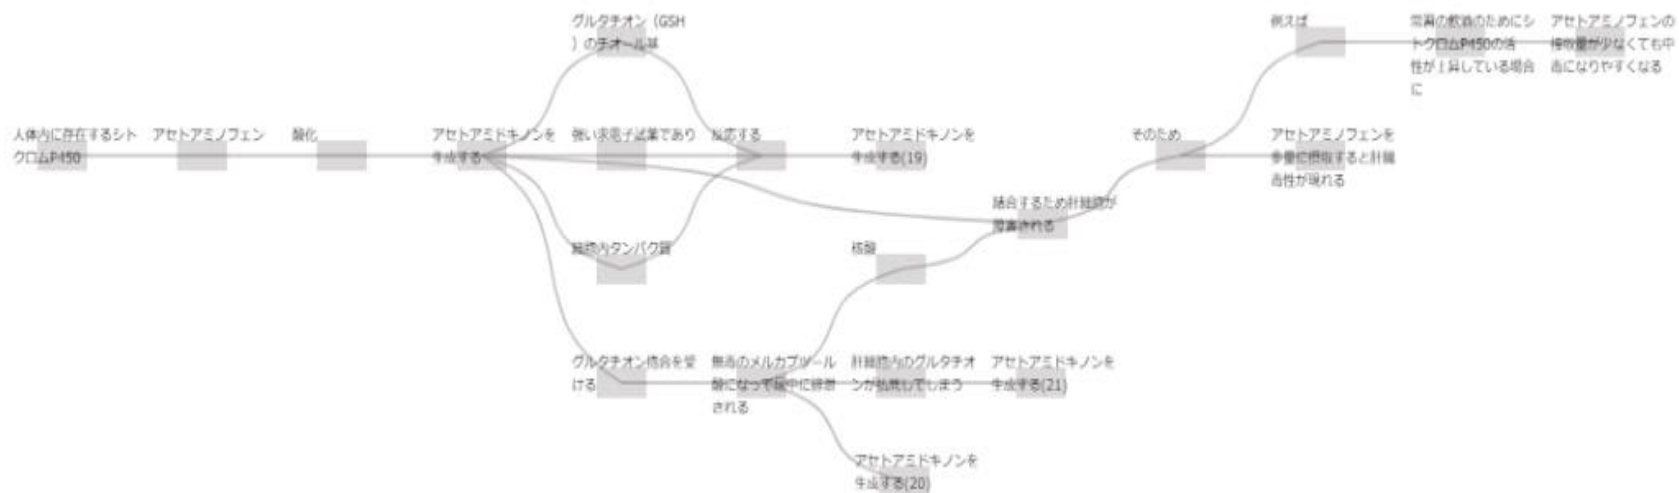 グルタチオン（GSH
）のチオール基
例えば
常習の飲酒のためにシ
トクロムP450の活
性が上昇している場合
に
アセトアミノフェンの
摂取量が少なくても中
毒になりやすくなる
人体内に存在するシト
クロムP450
アセトアミノフェン
酸化
アセトアミドキノンを
生成する
強い求電子試薬であり
反応する
アセトアミドキノンを
生成する(19)
そのため
アセトアミノフェンを
多量に摂取すると肝臓
毒性が現れる
結合するため肝細胞が
障害される
細胞内タンパク質
核酸
グルタチオン抱合を受
ける
無毒のメルカプツール
酸になって尿中に排泄
される
肝細胞内のグルタチオ
ンが払底してしまう
アセトアミドキノンを
生成する(21)
アセトアミドキノンを
生成する(20)